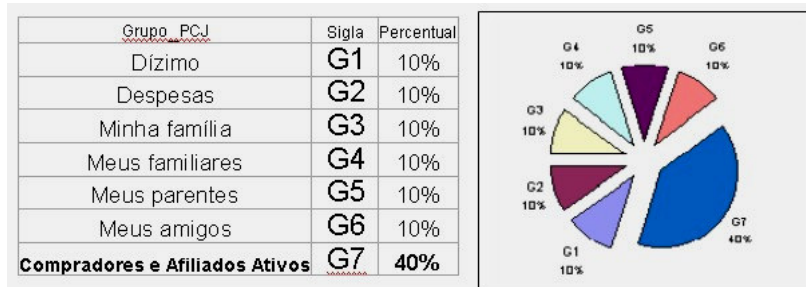 Grupo_PCJ Sigla Percentual
Dízimo G1 10%
Despesas G2 10%
Minha família G3 10%
Meus familiares G4 10%
Meus parentes G5 10%
Meus amigos G6 10%
Compradores e Afiliados Ativos G7 40%
G5
10%
G4
10%
G6
10%
G3
10%
G2
10%
G7
40%
G1
10%